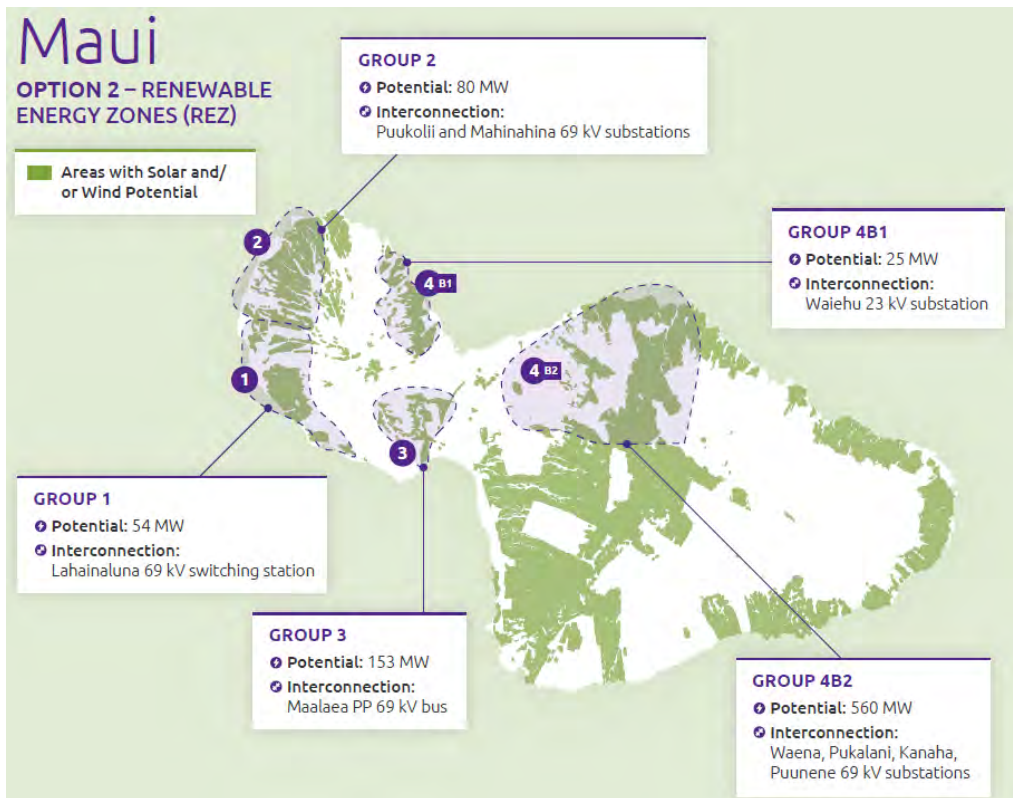 Maui
OPTION 2 – RENEWABLE
ENERGY ZONES (REZ)
Areas with Solar and/
or Wind Potential
GROUP 2
Potential: 80 MW
Interconnection:
Puukolii and Mahinahina 69 kV substations
GROUP 4B1
Potential: 25 MW
Interconnection:
Waiehu 23 kV substation
2
4 B1
1
4 B2
3
GROUP 1
Potential: 54 MW
Interconnection:
Lahainaluna 69 kV switching station
GROUP 3
Potential: 153 MW
Interconnection:
Maalaea PP 69 kV bus
GROUP 4B2
Potential: 560 MW
Interconnection:
Waena, Pukalani, Kanaha,
Puunene 69 kV substations